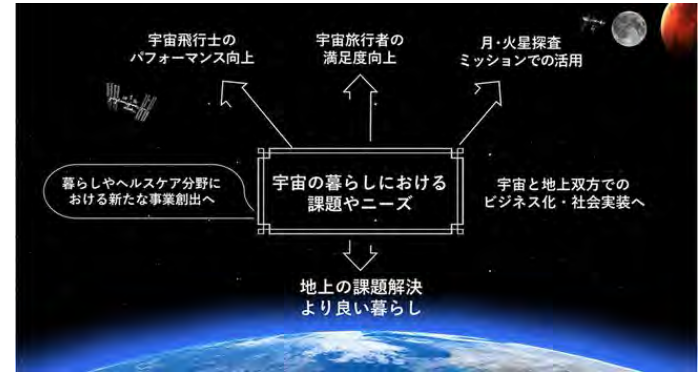 宇宙飛行士の
パフォーマンス向上
宇宙旅行者の
満足度向上
月・火星探査
ミッションでの活用
暮らしやヘルスケア分野に
おける新たな事業創出へ
宇宙の暮らしにおける
課題やニーズ
宇宙と地上双方での
ビジネス化・社会実装へ
地上の課題解決
より良い暮らし